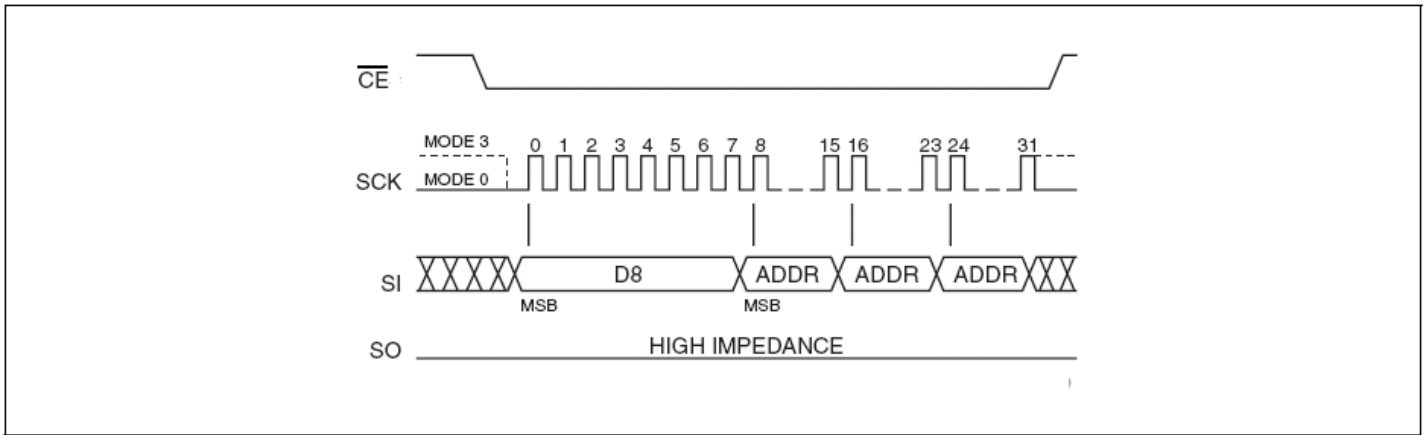 CE
MODE 3
0 1 2 3 4 5 6 7 8 15 16 23 24 31
SCK MODE 0
SI D8 ADDR ADDR ADDR
MSB MSB
SO HIGH IMPEDANCE